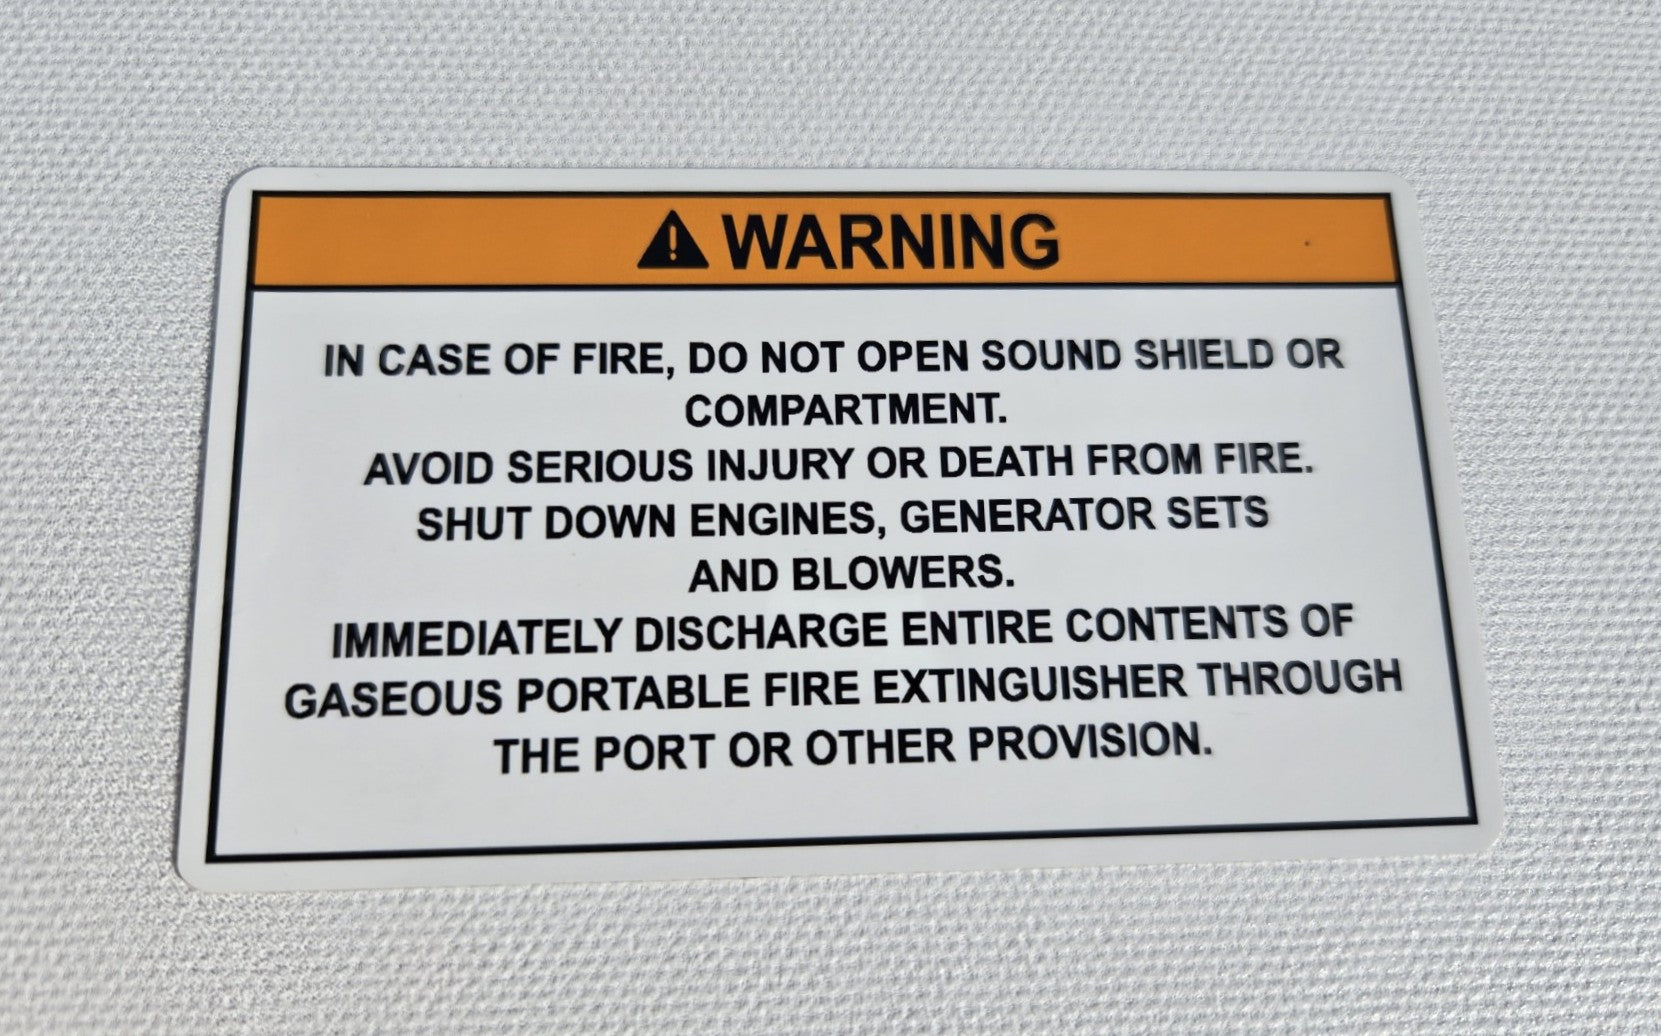 WARNING
IN CASE OF FIRE, DO NOT OPEN SOUND SHIELD OR
COMPARTMENT.
AVOID SERIOUS INJURY OR DEATH FROM FIRE.
SHUT DOWN ENGINES, GENERATOR SETS
AND BLOWERS.
IMMEDIATELY DISCHARGE ENTIRE CONTENTS OF
GASEOUS PORTABLE FIRE EXTINGUISHER THROUGH
THE PORT OR OTHER PROVISION.